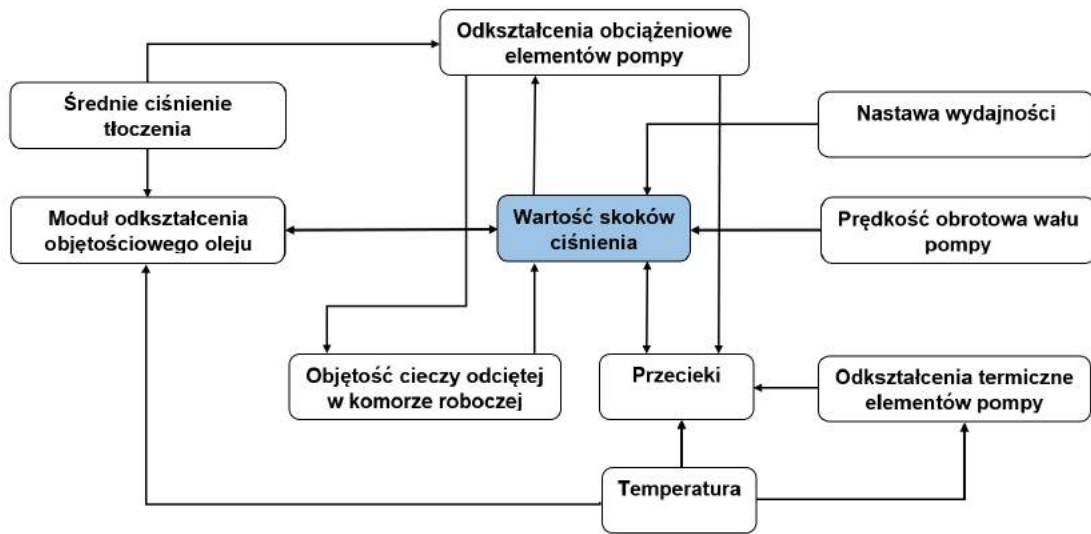 Odkształcenia obciążeniowe
elementów pompy
Średnie ciśnienie
tłoczenia
Nastawa wydajności
Moduł odkształcenia
objętościowego oleju
Wartość skoków
ciśnienia
Prędkość obrotowa wału
pompy
Objętość cieczy odciętej
w komorze roboczej
Przecieki
Odkształcenia termiczne
elementów pompy
Temperatura